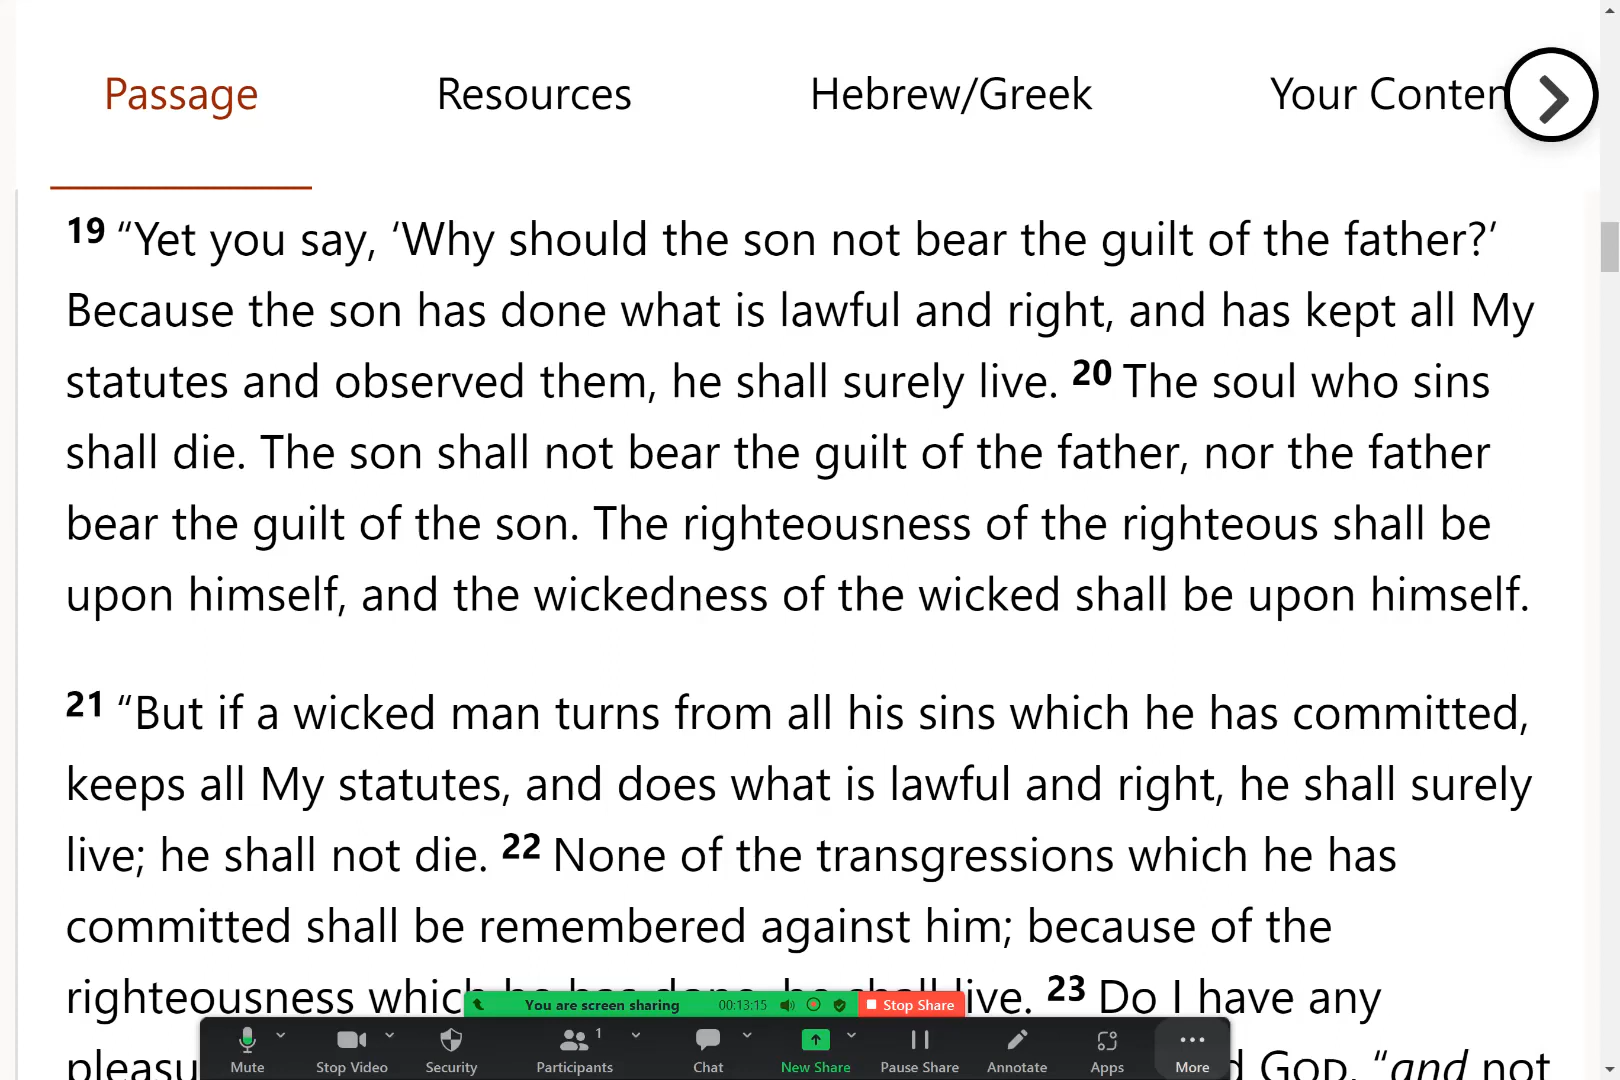 Passage Resources Hebrew/Greek Your Conten
19 “Yet you say, ‘Why should the son not bear the guilt of the father?’
Because the son has done what is lawful and right, and has kept all My
statutes and observed them, he shall surely live. 20 The soul who sins
shall die. The son shall not bear the guilt of the father, nor the father
bear the guilt of the son. The righteousness of the righteous shall be
upon himself, and the wickedness of the wicked shall be upon himself.
21 “But if a wicked man turns from all his sins which he has committed,
keeps all My statutes, and does what is lawful and right, he shall surely
live; he shall not die. 22 None of the transgressions which he has
committed shall be remembered against him; because of the
righteousness which he has done, he shall live. 23 Do I have any
You are screen sharing 00:13:15 Stop Share
pleasu d GOD, “and not
1
Mute Stop Video Security Participants Chat New Share Pause Share Annotate Apps More